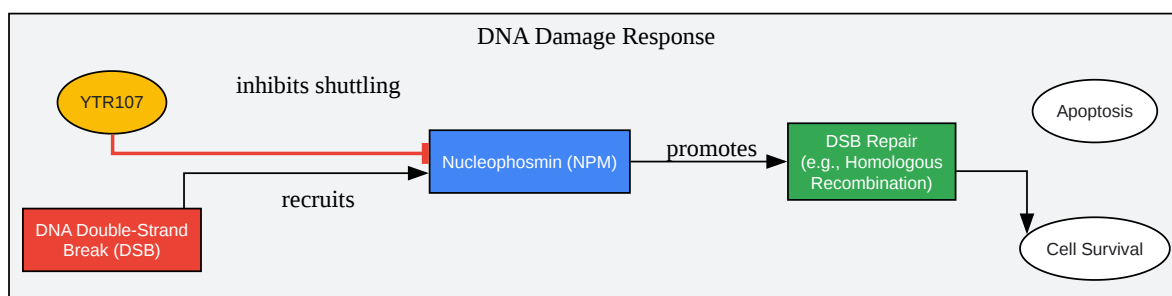 DNA Damage Response
inhibits shuttling
YTR107
Apoptosis
Nucleophosmin (NPM)
promotes
DSB Repair
(e.g., Homologous
Recombination)
recruits
DNA Double-Strand
Break (DSB)
Cell Survival